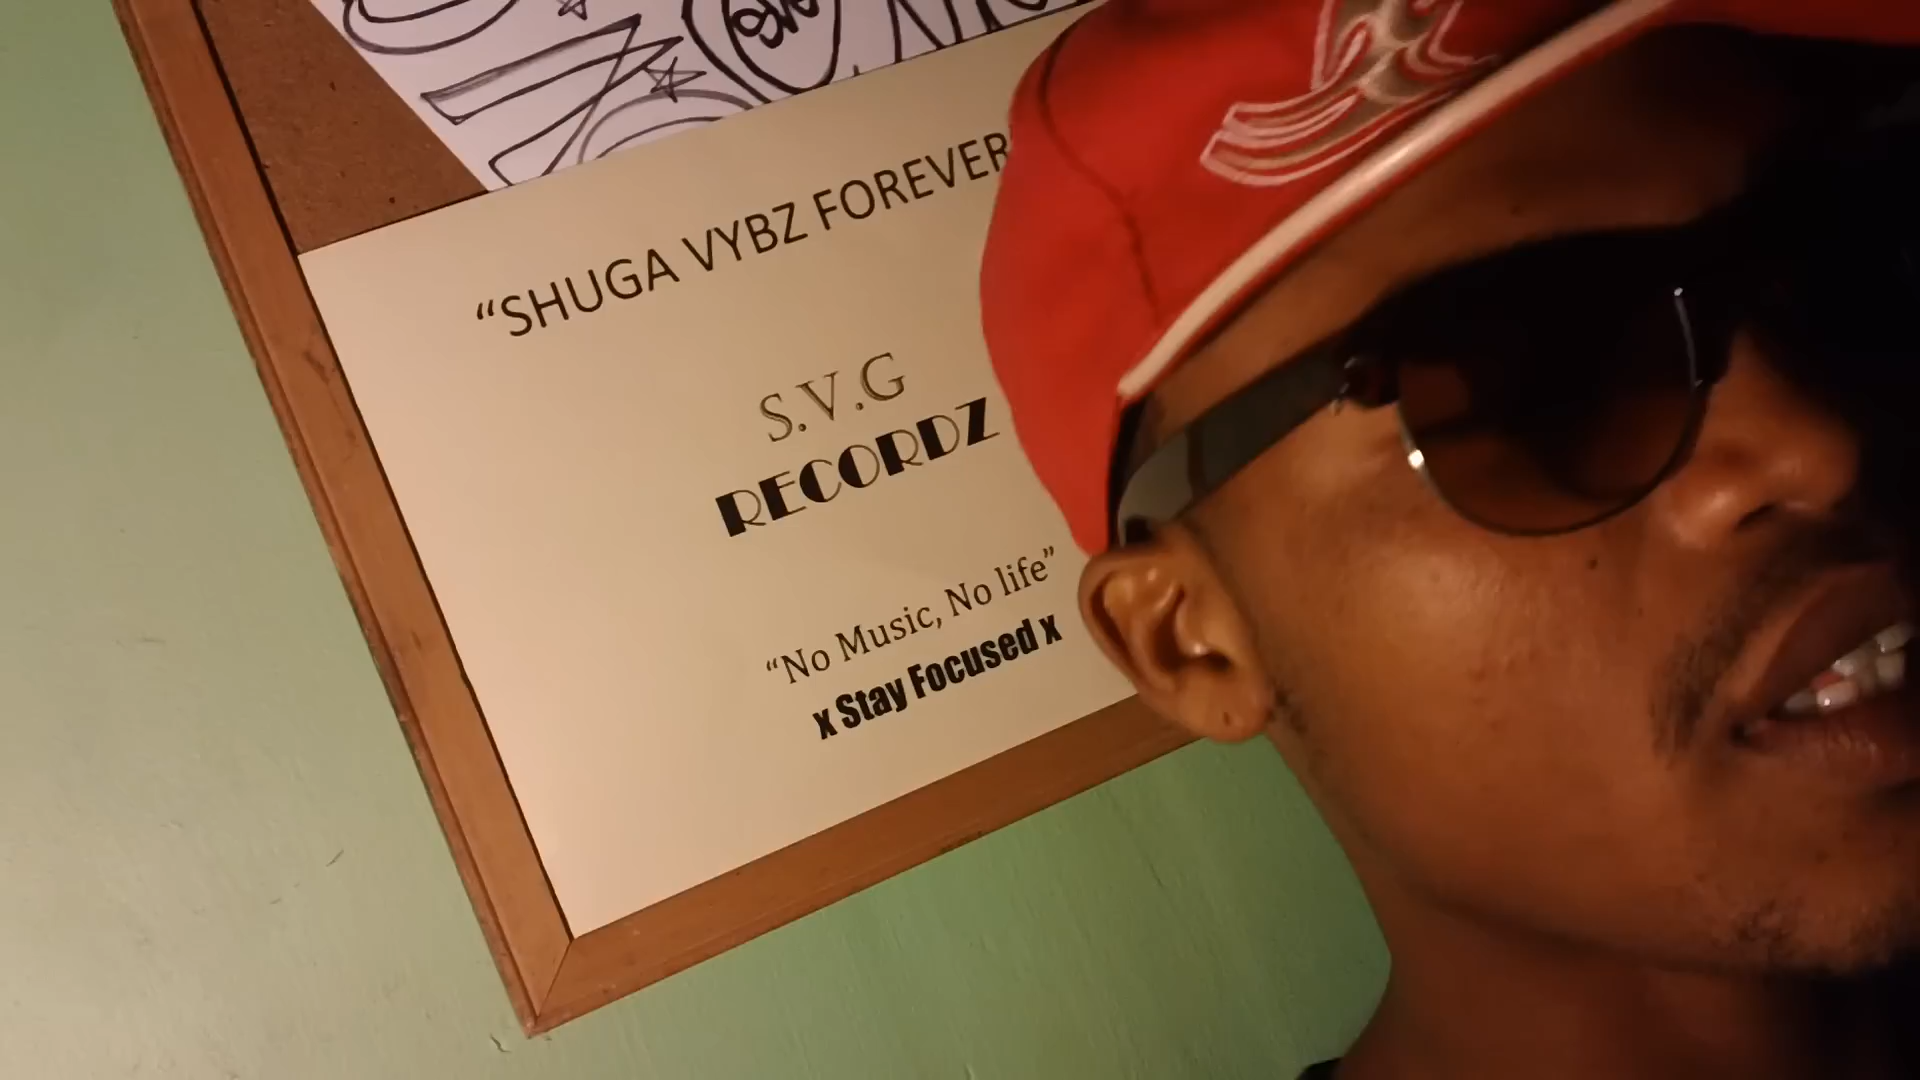 “SHUGA VYBZ FOREVER
S.V.G
RECORDZ
“No Music, No life”
x Stay Focused x